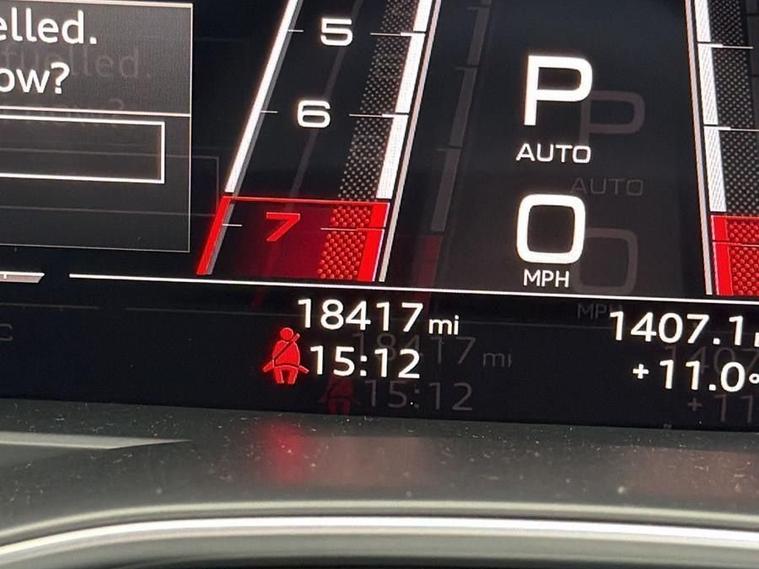 elled.
ow?
5
6
7
P
AUTO
0
MPH
18417 mi
15:12
1407.1
+11.0°